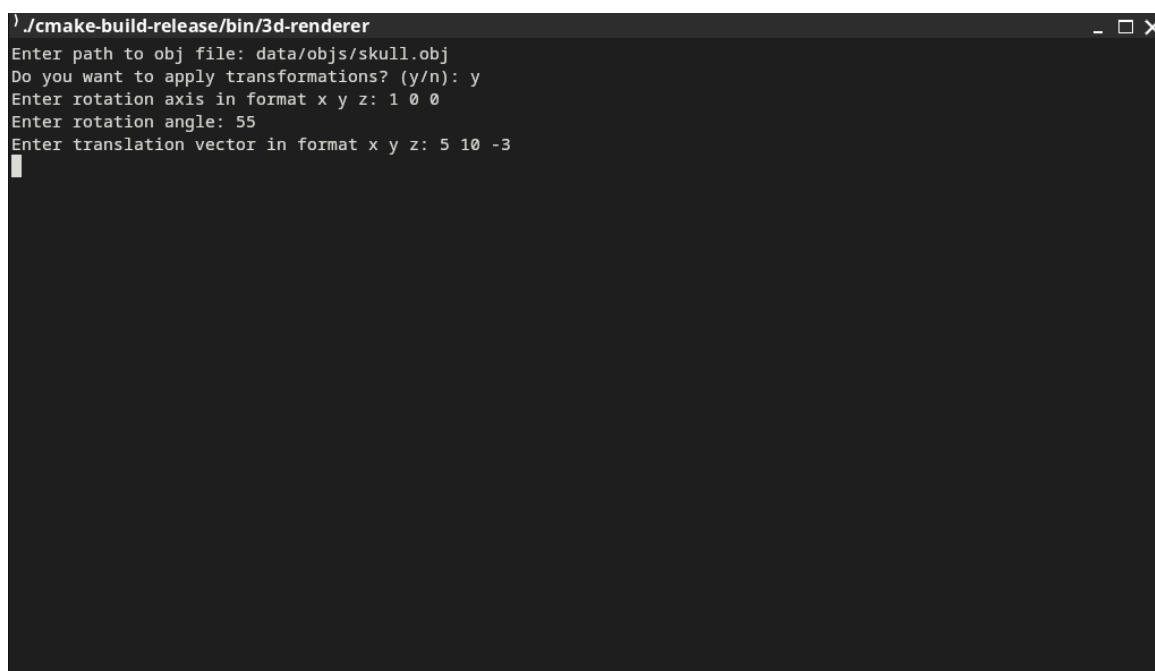 ./cmake-build-release/bin/3d-renderer
Enter path to obj file: data/objs/skull.obj
Do you want to apply transformations? (y/n): y
Enter rotation axis in format x y z: 1 0 0
Enter rotation angle: 55
Enter translation vector in format x y z: 5 10 -3